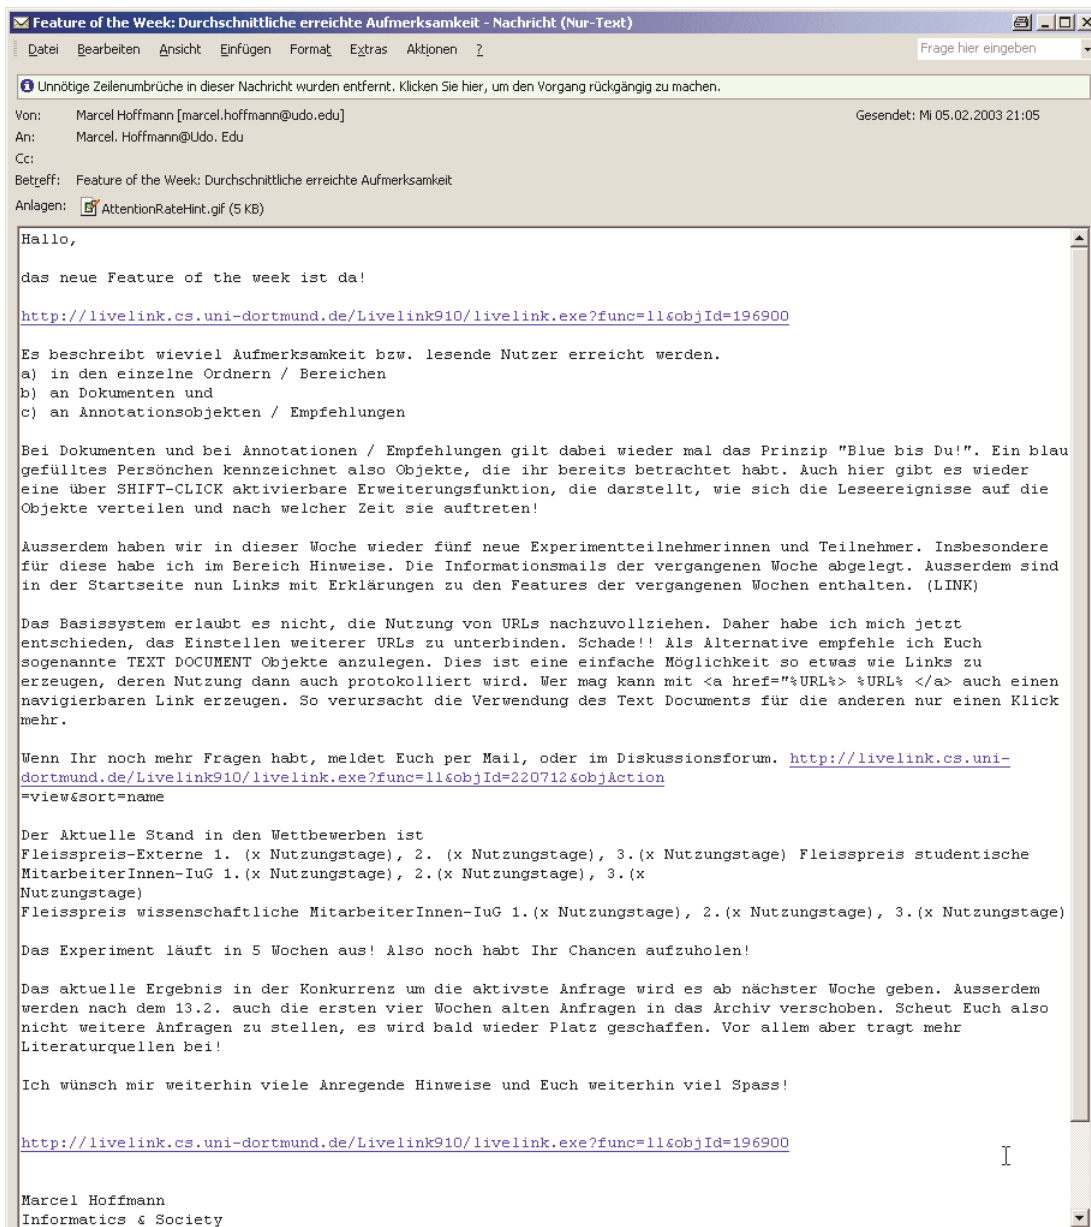 Feature of the Week: Durchschnittliche erreichte Aufmerksamkeit - Nachricht (Nur-Text)
Datei Bearbeiten Ansicht Einfügen Format Extras Aktionen ?
Frage hier eingeben
Unnötige Zeilenumbrüche in dieser Nachricht wurden entfernt. Klicken Sie hier, um den Vorgang rückgängig zu machen.
Von: Marcel Hoffmann [marcel.hoffmann@udo.edu] Gesendet: Mi 05.02.2003 21:05
An: Marcel. Hoffmann@Udo. Edu
Cc:
Betreff: Feature of the Week: Durchschnittliche erreichte Aufmerksamkeit
Anlagen: AttentionRateHint.gif (5 KB)
Hallo,
das neue Feature of the week ist da!
http://livelink.cs.uni-dortmund.de/Livelink910/livelink.exe?func=ll&objId=196900
Es beschreibt wieviel Aufmerksamkeit bzw. lesende Nutzer erreicht werden.
a) in den einzelne Ordnern / Bereichen
b) an Dokumenten und
c) an Annotationsobjekten / Empfehlungen
Bei Dokumenten und bei Annotationen / Empfehlungen gilt dabei wieder mal das Prinzip "Blue bis Du!". Ein blau
gefülltes Persönchen kennzeichnet also Objekte, die ihr bereits betrachtet habt. Auch hier gibt es wieder
eine über SHIFT-CLICK aktivierbare Erweiterungsfunktion, die darstellt, wie sich die Leseereignisse auf die
Objekte verteilen und nach welcher Zeit sie auftreten!
Ausserdem haben wir in dieser Woche wieder fünf neue Experimentteilnehmerinnen und Teilnehmer. Insbesondere
für diese habe ich im Bereich Hinweise. Die Informationsmails der vergangenen Woche abgelegt. Ausserdem sind
in der Startseite nun Links mit Erklärungen zu den Features der vergangenen Wochen enthalten. (LINK)
Das Basissystem erlaubt es nicht, die Nutzung von URLs nachzuvollziehen. Daher habe ich mich jetzt
entschieden, das Einstellen weiterer URLs zu unterbinden. Schade!! Als Alternative empfehle ich Euch
sogenannte TEXT DOCUMENT Objekte anzulegen. Dies ist eine einfache Möglichkeit so etwas wie Links zu
erzeugen, deren Nutzung dann auch protokolliert wird. Wer mag kann mit <a href="%URL%> %URL% </a> auch einen
navigierbaren Link erzeugen. So verursacht die Verwendung des Text Documents für die anderen nur einen Klick
mehr.
Wenn Ihr noch mehr Fragen habt, meldet Euch per Mail, oder im Diskussionsforum. http://livelink.cs.uni-
dortmund.de/Livelink910/livelink.exe?func=ll&objId=220712&objAction
=view&sort=name
Der Aktuelle Stand in den Wettbewerben ist
Fleisspreis-Externe 1. (x Nutzungstage), 2. (x Nutzungstage), 3.(x Nutzungstage) Fleisspreis studentische
MitarbeiterInnen-IuG 1.(x Nutzungstage), 2.(x Nutzungstage), 3.(x
Nutzungstage)
Fleisspreis wissenschaftliche MitarbeiterInnen-IuG 1.(x Nutzungstage), 2.(x Nutzungstage), 3.(x Nutzungstage)
Das Experiment läuft in 5 Wochen aus! Also noch habt Ihr Chancen aufzuholen!
Das aktuelle Ergebnis in der Konkurrenz um die aktivste Anfrage wird es ab nächster Woche geben. Ausserdem
werden nach dem 13.2. auch die ersten vier Wochen alten Anfragen in das Archiv verschoben. Scheut Euch also
nicht weitere Anfragen zu stellen, es wird bald wieder Platz geschaffen. Vor allem aber tragt mehr
Literaturquellen bei!
Ich wünsch mir weiterhin viele Anregende Hinweise und Euch weiterhin viel Spass!
http://livelink.cs.uni-dortmund.de/Livelink910/livelink.exe?func=ll&objId=196900
Marcel Hoffmann
Informatics & Society